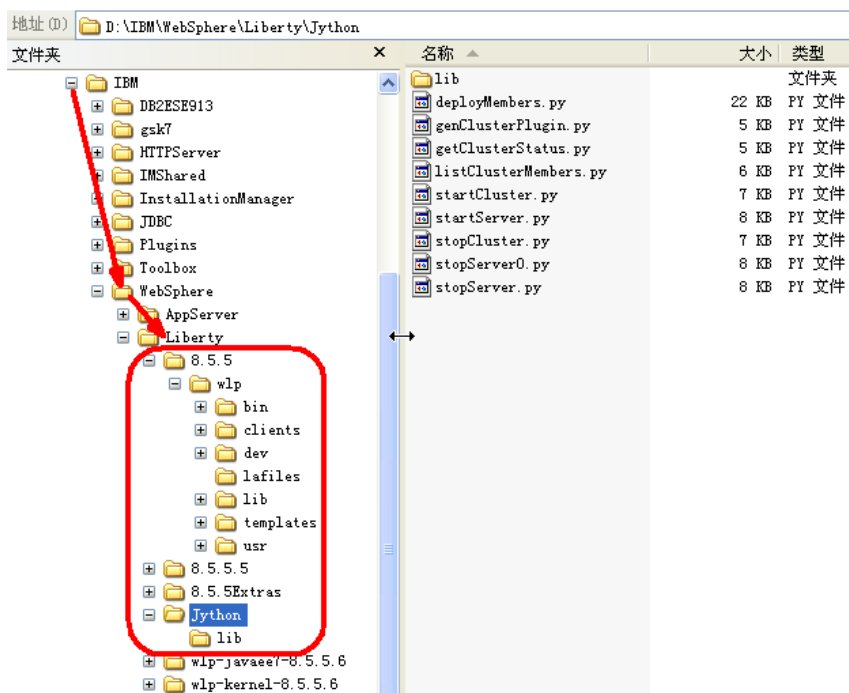 地址(D) D:\IBM\WebSphere\Liberty\Jython
文件夹 × 名称 大小 类型
IBM
DB2ESE913
gsk7
HTTPServer
IMShared
InstallationManager
JDBC
Plugins
Toolbox
WebSphere
AppServer
Liberty
8.5.5
wlp
bin
clients
dev
lafiles
lib
templates
usr
8.5.5.5
8.5.5Extras
Jython
lib
wlp-javaee7-8.5.5.6
wlp-kernel-8.5.5.6
lib 文件夹
deployMembers.py 22 KB PY 文件
genClusterPlugin.py 5 KB PY 文件
getClusterStatus.py 5 KB PY 文件
listClusterMembers.py 6 KB PY 文件
startCluster.py 7 KB PY 文件
startServer.py 8 KB PY 文件
stopCluster.py 7 KB PY 文件
stopServerO.py 8 KB PY 文件
stopServer.py 8 KB PY 文件